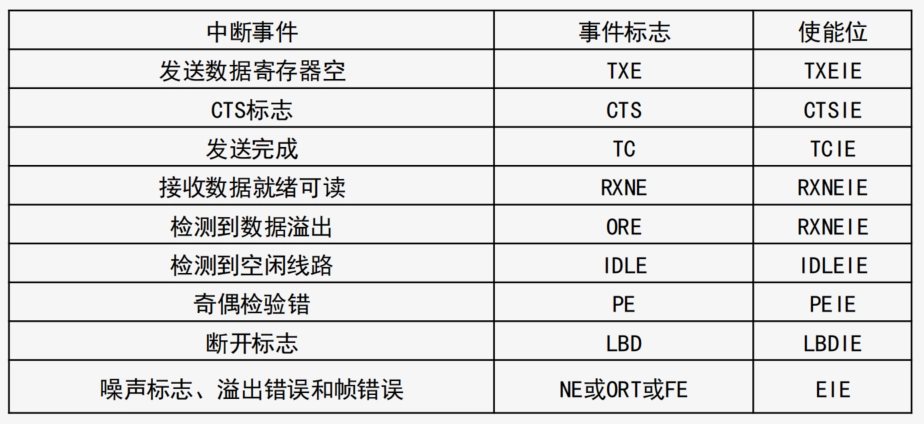 中断事件 事件标志 使能位
发送数据寄存器空 TXE TXEIE
CTS标志 CTS CTSIE
发送完成 TC TCIE
接收数据就绪可读 RXNE RXNEIE
检测到数据溢出 ORE RXNEIE
检测到空闲线路 IDLE IDLEIE
奇偶检验错 PE PEIE
断开标志 LBD LBDIE
噪声标志、溢出错误和帧错误 NE或ORT或FE EIE